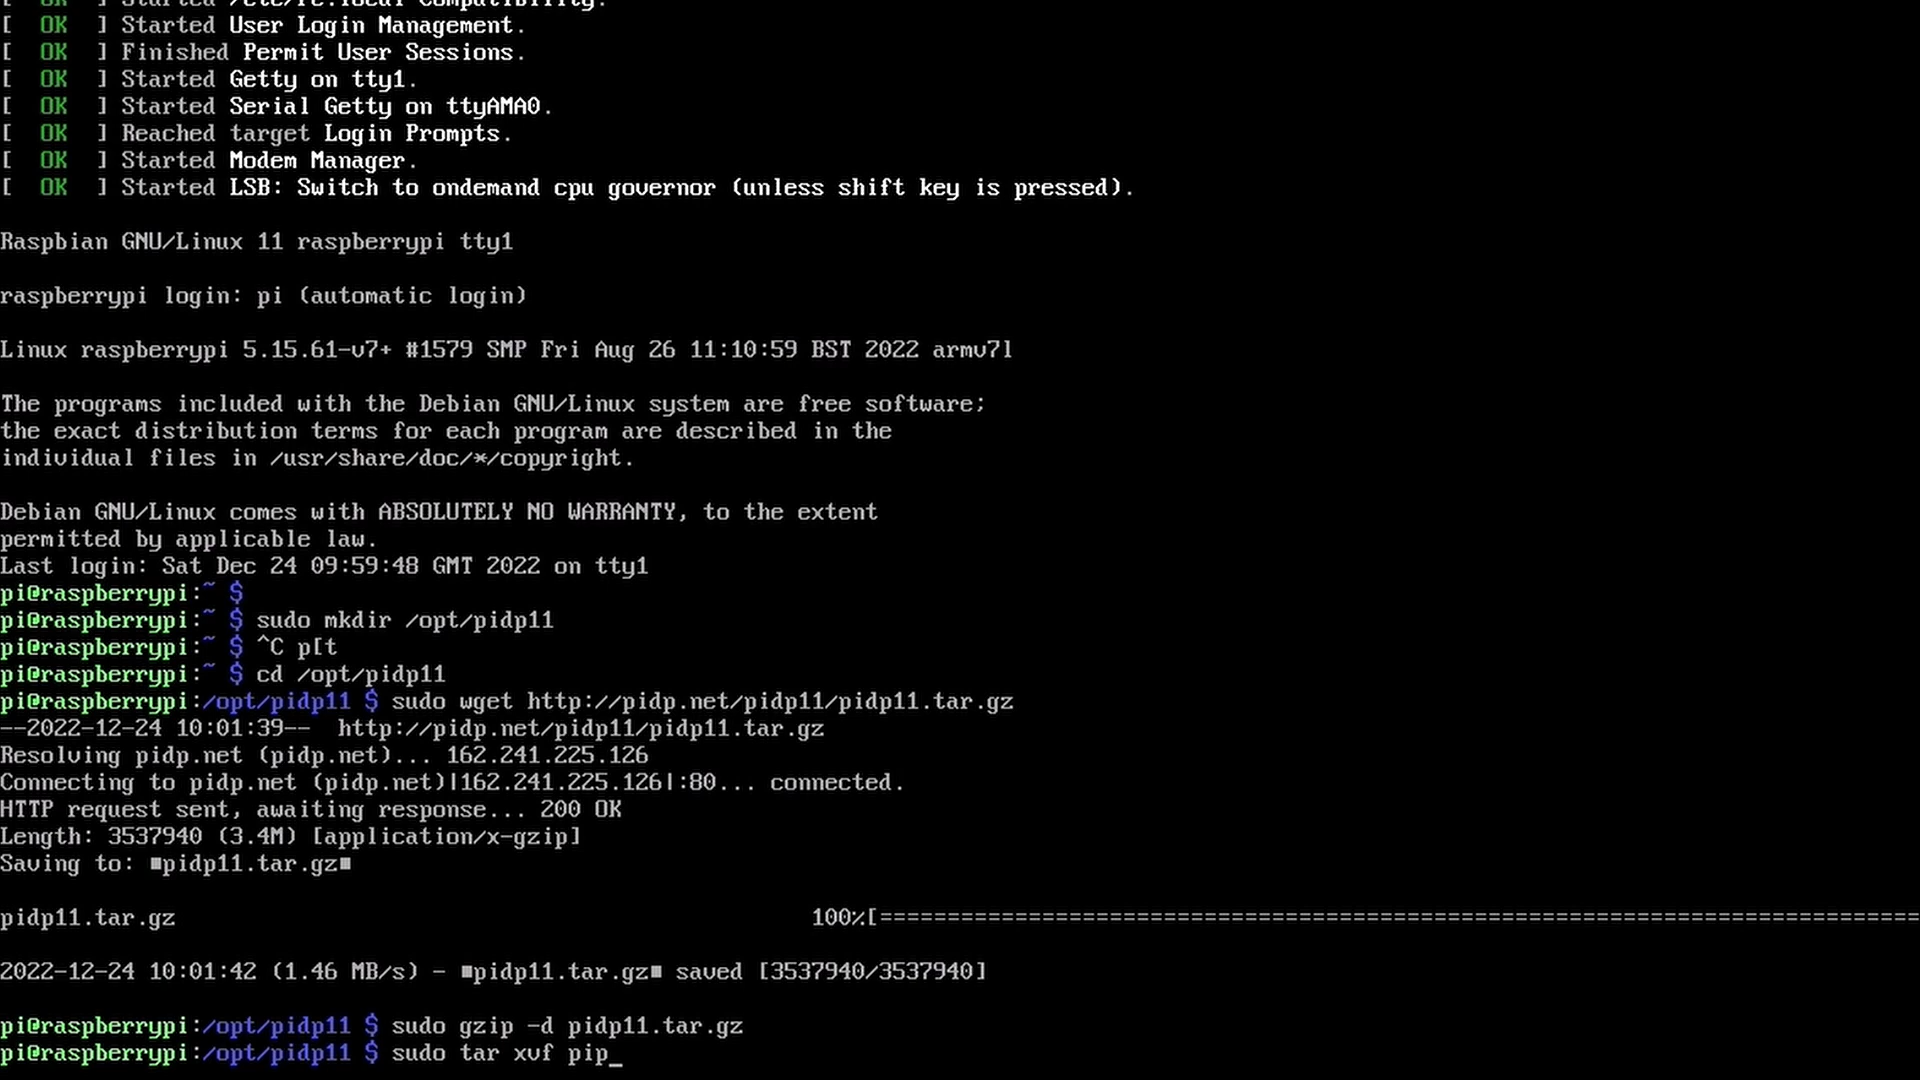 [  OK  ] Started /etc/rc.local Compatibility.
[  OK  ] Started User Login Management.
[  OK  ] Finished Permit User Sessions.
[  OK  ] Started Getty on tty1.
[  OK  ] Started Serial Getty on ttyAMA0.
[  OK  ] Reached target Login Prompts.
[  OK  ] Started Modem Manager.
[  OK  ] Started LSB: Switch to ondemand cpu governor (unless shift key is pressed).
Raspbian GNU/Linux 11 raspberrypi tty1
raspberrypi login: pi (automatic login)
Linux raspberrypi 5.15.61-v7+ #1579 SMP Fri Aug 26 11:10:59 BST 2022 armv7l
The programs included with the Debian GNU/Linux system are free software;
the exact distribution terms for each program are described in the
individual files in /usr/share/doc/*/copyright.
Debian GNU/Linux comes with ABSOLUTELY NO WARRANTY, to the extent
permitted by applicable law.
Last login: Sat Dec 24 09:59:48 GMT 2022 on tty1
pi@raspberrypi:~ $
pi@raspberrypi:~ $ sudo mkdir /opt/pidp11
pi@raspberrypi:~ $ ^C p[t
pi@raspberrypi:~ $ cd /opt/pidp11
pi@raspberrypi:/opt/pidp11 $ sudo wget http://pidp.net/pidp11/pidp11.tar.gz
--2022-12-24 10:01:39--  http://pidp.net/pidp11/pidp11.tar.gz
Resolving pidp.net (pidp.net)... 162.241.225.126
Connecting to pidp.net (pidp.net)|162.241.225.126|:80... connected.
HTTP request sent, awaiting response... 200 OK
Length: 3537940 (3.4M) [application/x-gzip]
Saving to: ■pidp11.tar.gz■
pidp11.tar.gz 100%[=============================================================================
2022-12-24 10:01:42 (1.46 MB/s) - ■pidp11.tar.gz■ saved [3537940/3537940]
pi@raspberrypi:/opt/pidp11 $ sudo gzip -d pidp11.tar.gz
pi@raspberrypi:/opt/pidp11 $ sudo tar xvf pip_